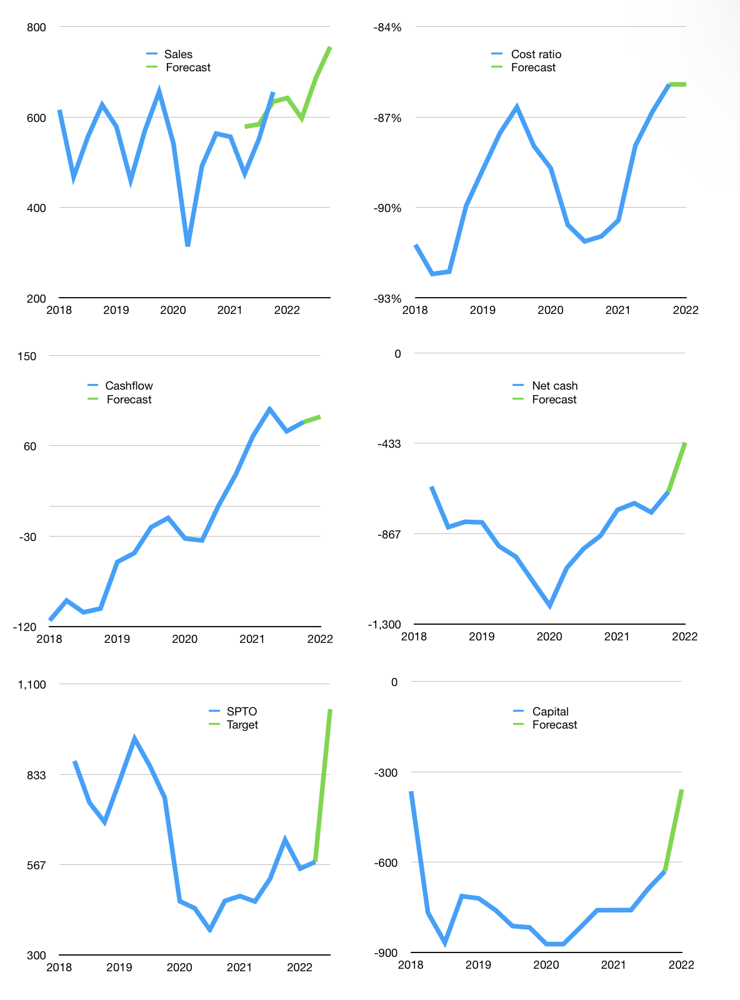 800
Sales
Forecast
600
400
200
2018 2019 2020 2021 2022
-84%
Cost ratio
Forecast
-87%
-90%
-93%
2018 2019 2020 2021 2022
150
Cashflow
Forecast
60
-30
-120
2018 2019 2020 2021 2022
0
Net cash
Forecast
-433
-867
-1,300
2018 2019 2020 2021 2022
1,100
SPTO
Target
833
567
300
2018 2019 2020 2021 2022
0
Capital
Forecast
-300
-600
-900
2018 2019 2020 2021 2022